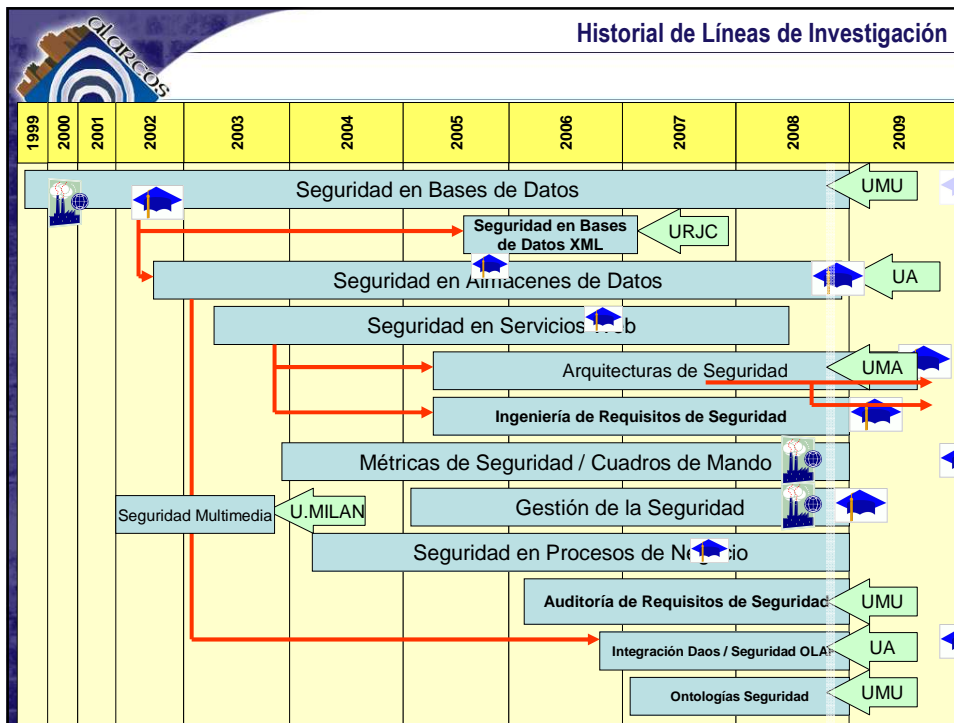 alarcos
Historial de Líneas de Investigación
1999 2000 2001 2002 2003 2004 2005 2006 2007 2008 2009
Seguridad en Bases de Datos
UMU
Seguridad en Bases
de Datos XML
URJC
Seguridad en Almacenes de Datos
UA
Seguridad en Servicios Web
Arquitecturas de Seguridad
UMA
Ingeniería de Requisitos de Seguridad
Métricas de Seguridad / Cuadros de Mando
Seguridad Multimedia
U.MILAN
Gestión de la Seguridad
Seguridad en Procesos de Negocio
Auditoría de Requisitos de Seguridad
UMU
Integración Daos / Seguridad OLAP
UA
Ontologías Seguridad
UMU